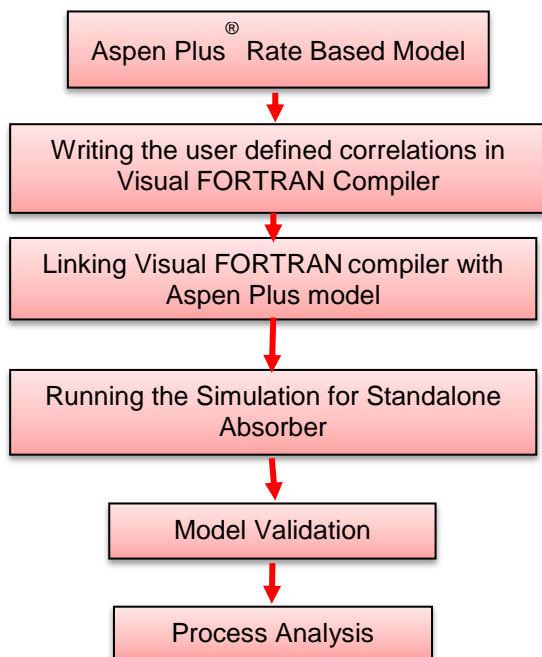 Aspen Plus® Rate Based Model
Writing the user defined correlations in
Visual FORTRAN Compiler
Linking Visual FORTRAN compiler with
Aspen Plus model
Running the Simulation for Standalone
Absorber
Model Validation
Process Analysis